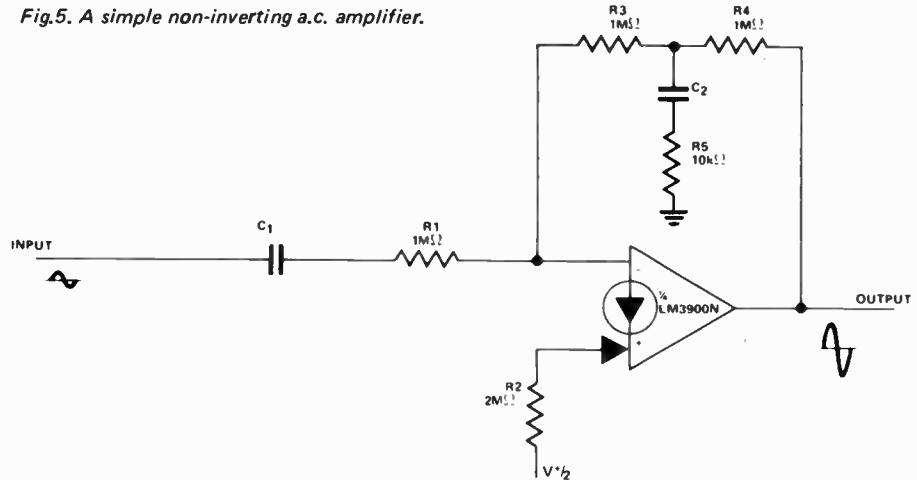 Fig.5. A simple non-inverting a.c. amplifier.
R3
1MΩ
R4
1MΩ
C2
R5
10kΩ
C1
R1
1MΩ
INPUT
-
¼
LM3900N
+
OUTPUT
R2
2MΩ
V+/2